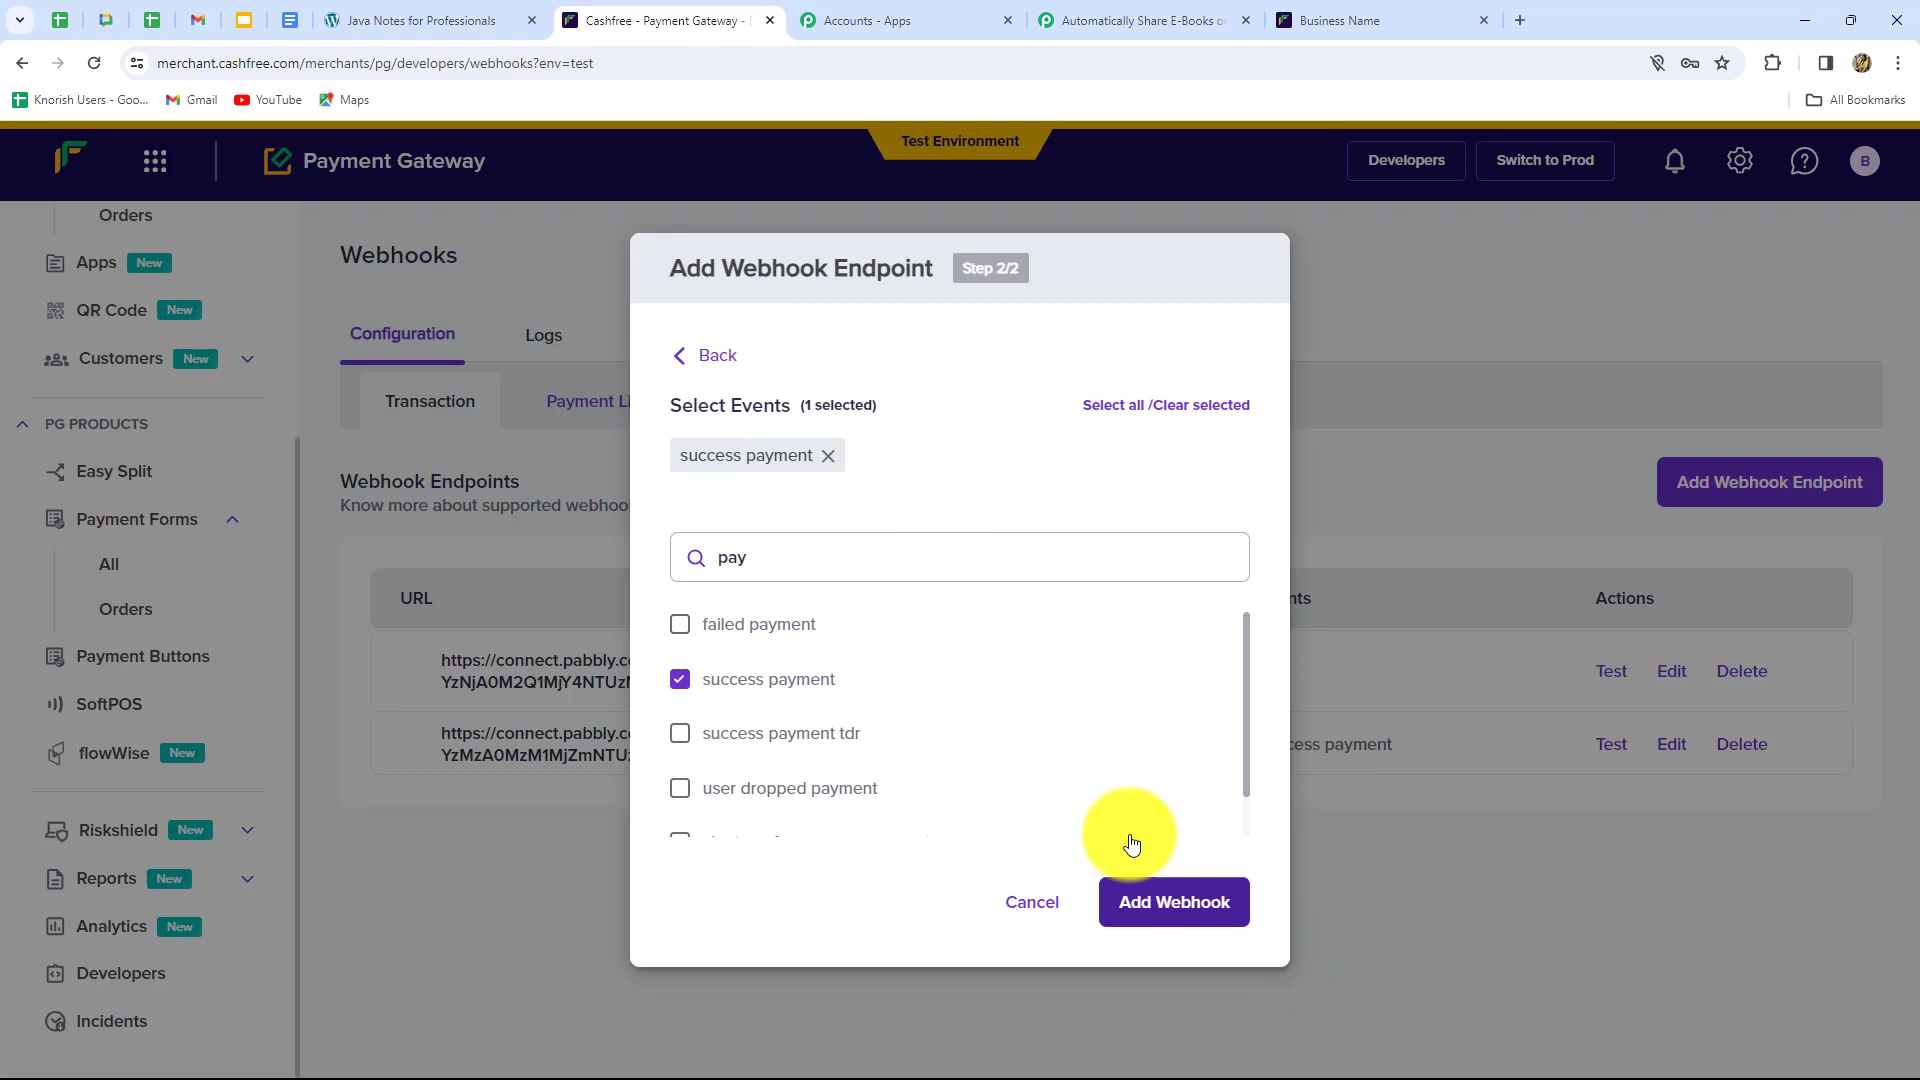 Java Notes for Professionals
Cashfree - Payment Gateway -
Accounts - Apps
Automatically Share E-Books or
Business Name
merchant.cashfree.com/merchants/pg/developers/webhooks?env=test
Knorish Users - Goo...
Gmail
YouTube
Maps
All Bookmarks
Test Environment
Payment Gateway
Developers
Switch to Prod
B
Orders
Apps New
QR Code New
Customers New
PG PRODUCTS
Easy Split
Payment Forms
All
Orders
Payment Buttons
SoftPOS
flowWise New
Riskshield New
Reports New
Analytics New
Developers
Incidents
Webhooks
Configuration
Logs
Transaction
Payment Li
Webhook Endpoints
Know more about supported webhoo
Add Webhook Endpoint
URL
nts
Actions
https://connect.pabbly.c
Test Edit Delete
https://connect.pabbly.c
cess payment
Test Edit Delete
Add Webhook Endpoint
Step 2/2
Back
Select Events (1 selected)
Select all /Clear selected
success payment
pay
failed payment
success payment
success payment tdr
user dropped payment
Cancel
Add Webhook